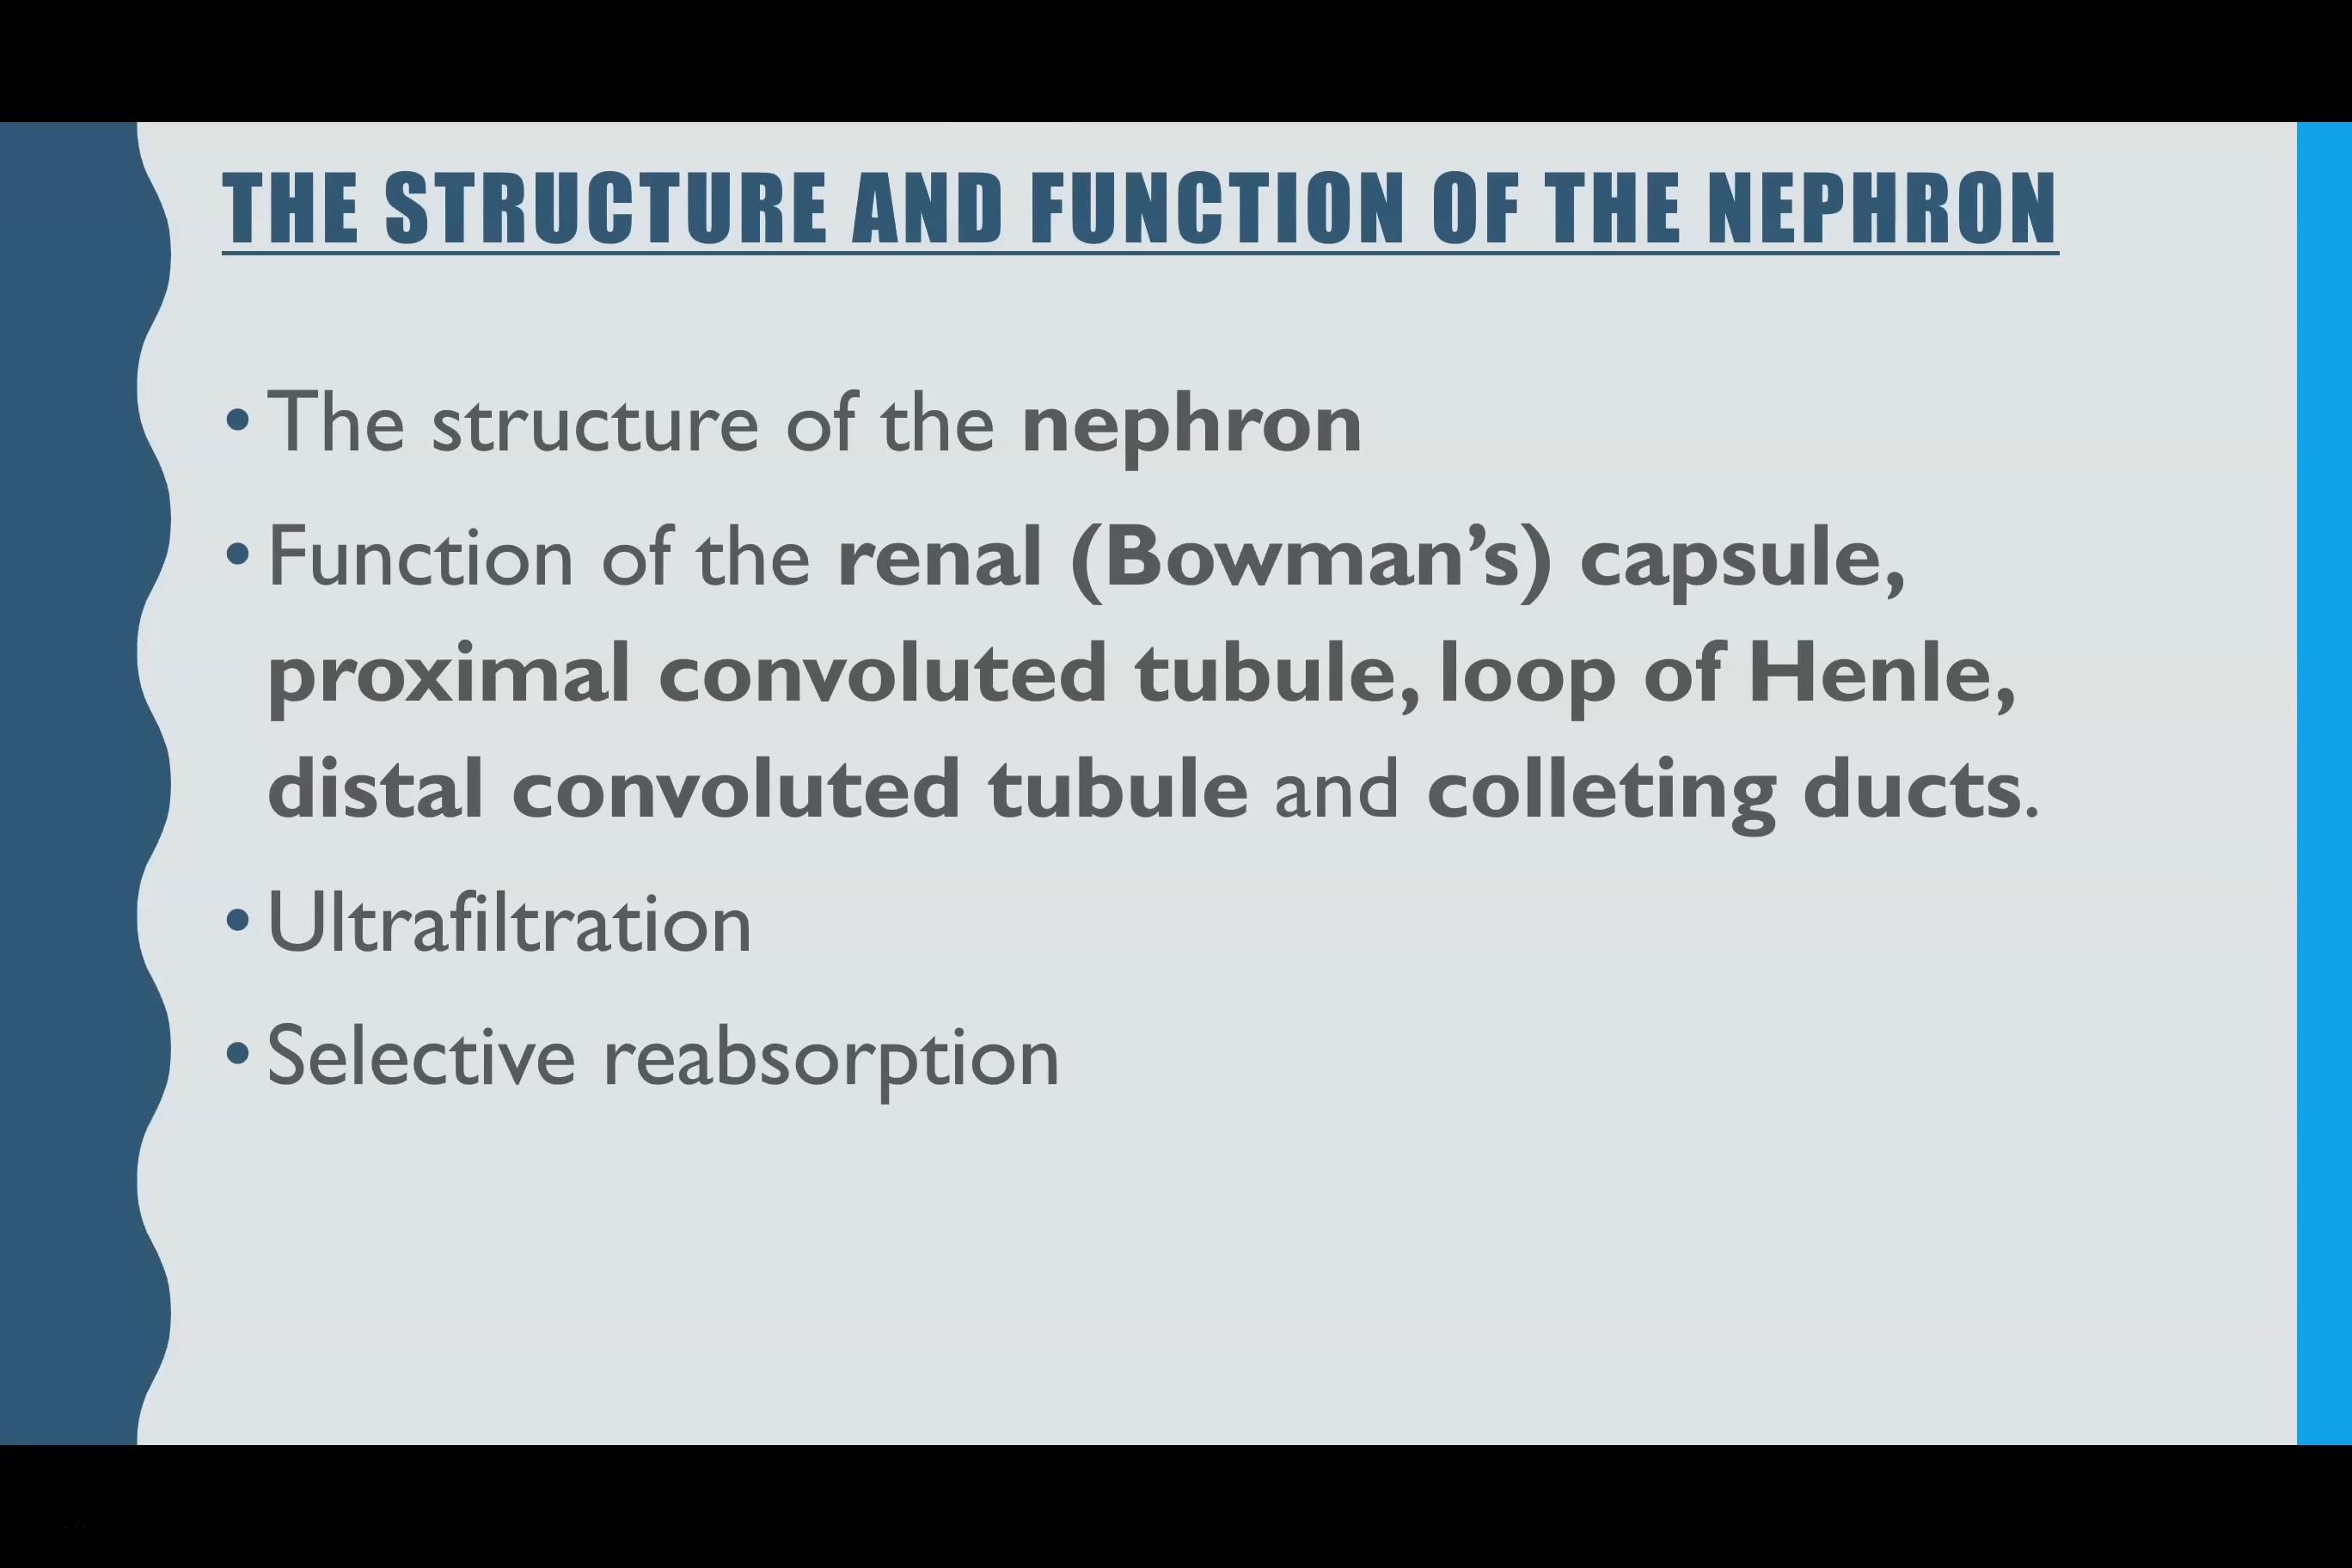 THE STRUCTURE AND FUNCTION OF THE NEPHRON
• The structure of the nephron
• Function of the renal (Bowman’s) capsule,
proximal convoluted tubule, loop of Henle,
distal convoluted tubule and colleting ducts.
• Ultrafiltration
• Selective reabsorption